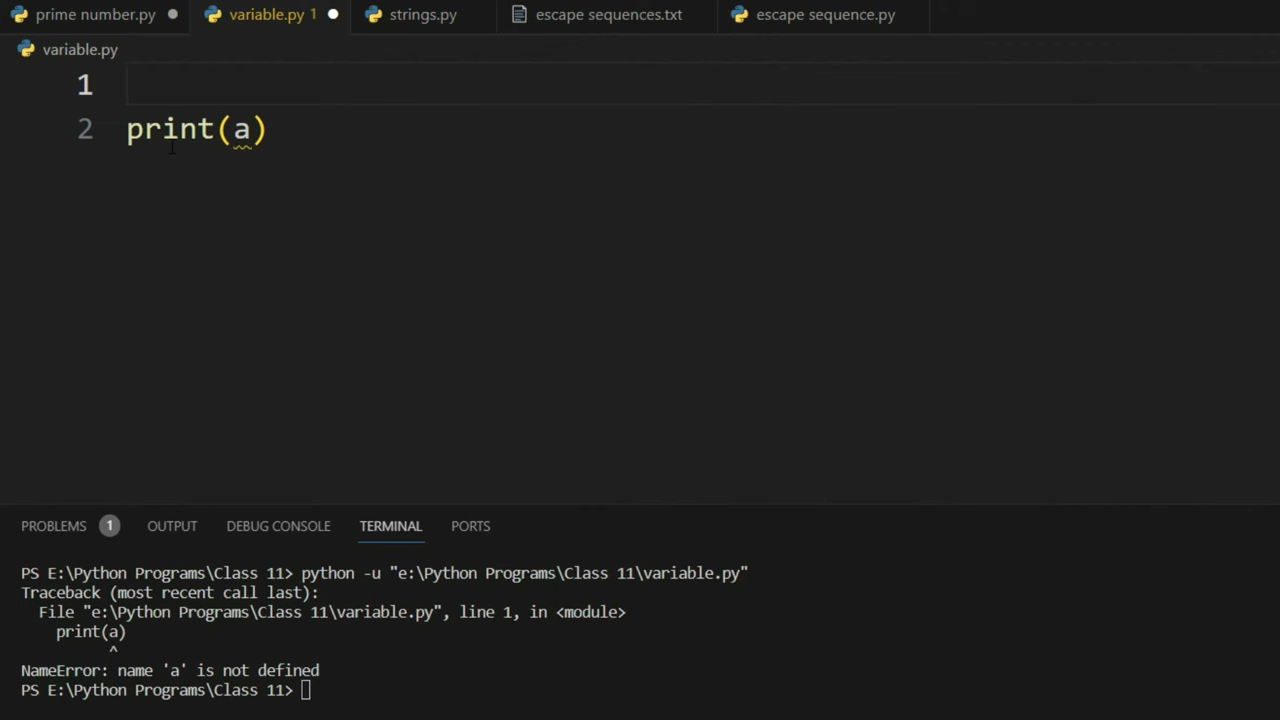 prime number.py
variable.py 1
strings.py
escape sequences.txt
escape sequence.py
variable.py
1
2 print(a)
PROBLEMS 1 OUTPUT DEBUG CONSOLE TERMINAL PORTS
PS E:\Python Programs\Class 11> python -u "e:\Python Programs\Class 11\variable.py"
Traceback (most recent call last):
  File "e:\Python Programs\Class 11\variable.py", line 1, in <module>
    print(a)
          ^
NameError: name 'a' is not defined
PS E:\Python Programs\Class 11>